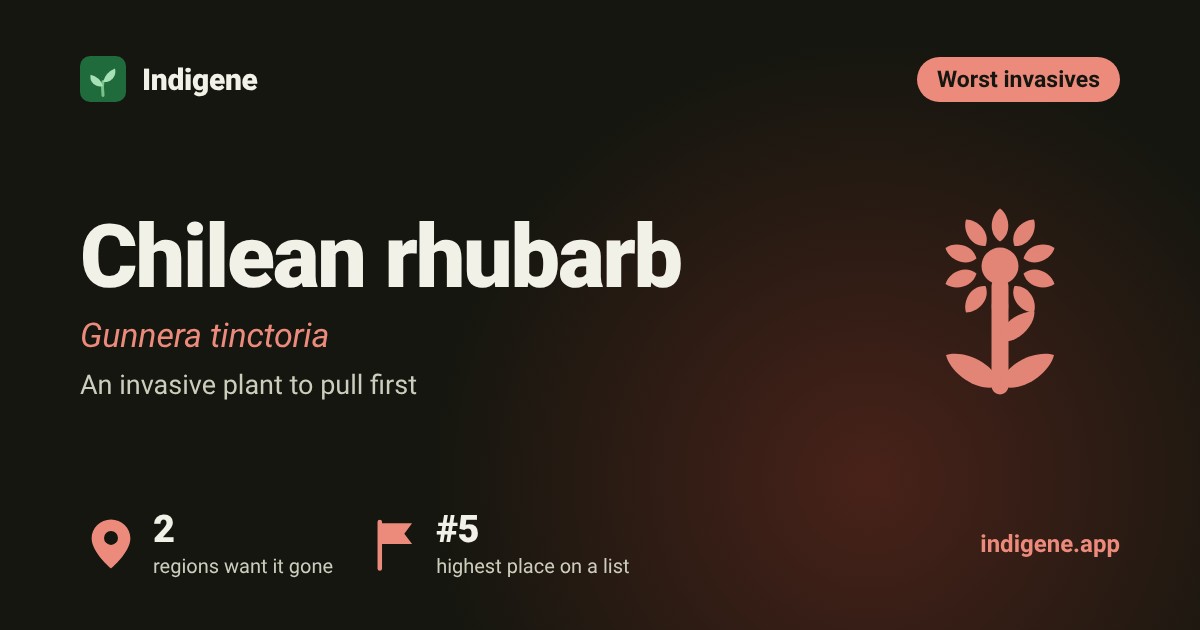 Indigene
Worst invasives
Chilean rhubarb
Gunnera tinctoria
An invasive plant to pull first
2
regions want it gone
#5
highest place on a list
indigene.app